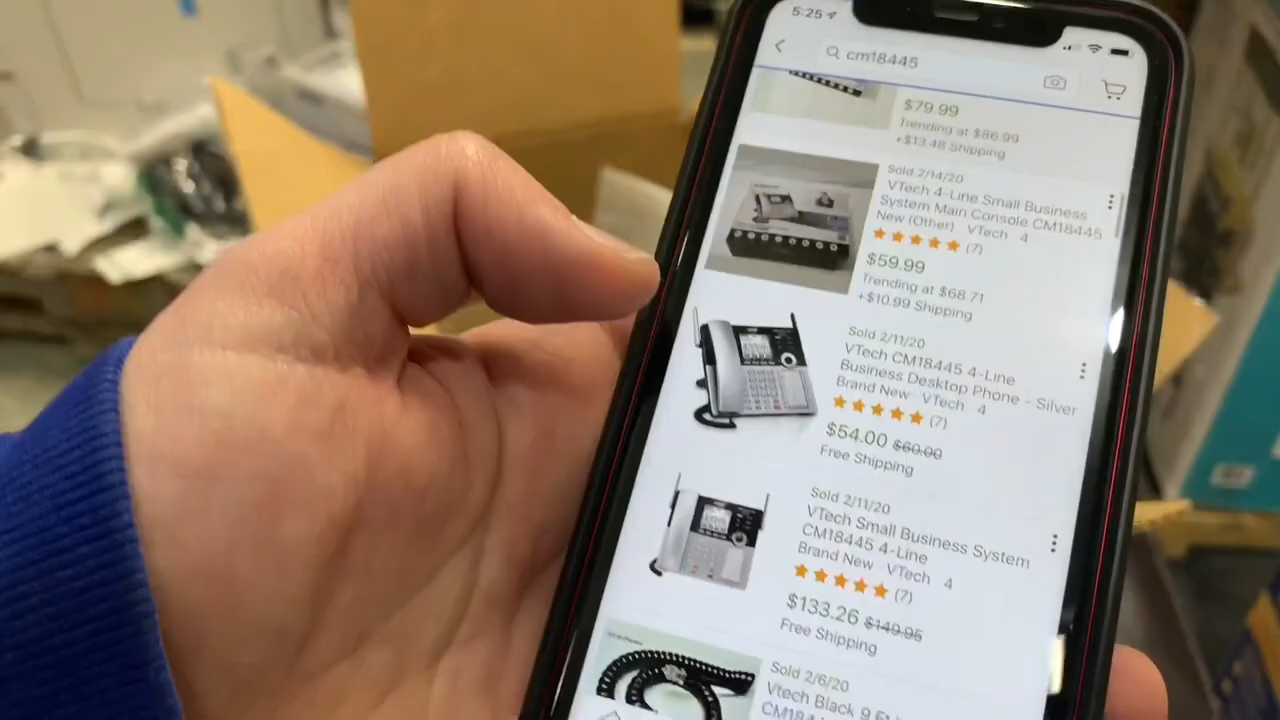 5:25
cm18445
$79.99
Trending at $86.99
+$13.48 Shipping
Sold 2/14/20
VTech 4-Line Small Business
System Main Console CM18445
New (Other) VTech 4
(7)
$59.99
Trending at $68.71
+$10.99 Shipping
Sold 2/11/20
VTech CM18445 4-Line
Business Desktop Phone - Silver
Brand New VTech 4
(7)
$54.00 $60.00
Free Shipping
Sold 2/11/20
VTech Small Business System
CM18445 4-Line
Brand New VTech 4
(7)
$133.26 $149.95
Free Shipping
Sold 2/6/20
Vtech Black 9